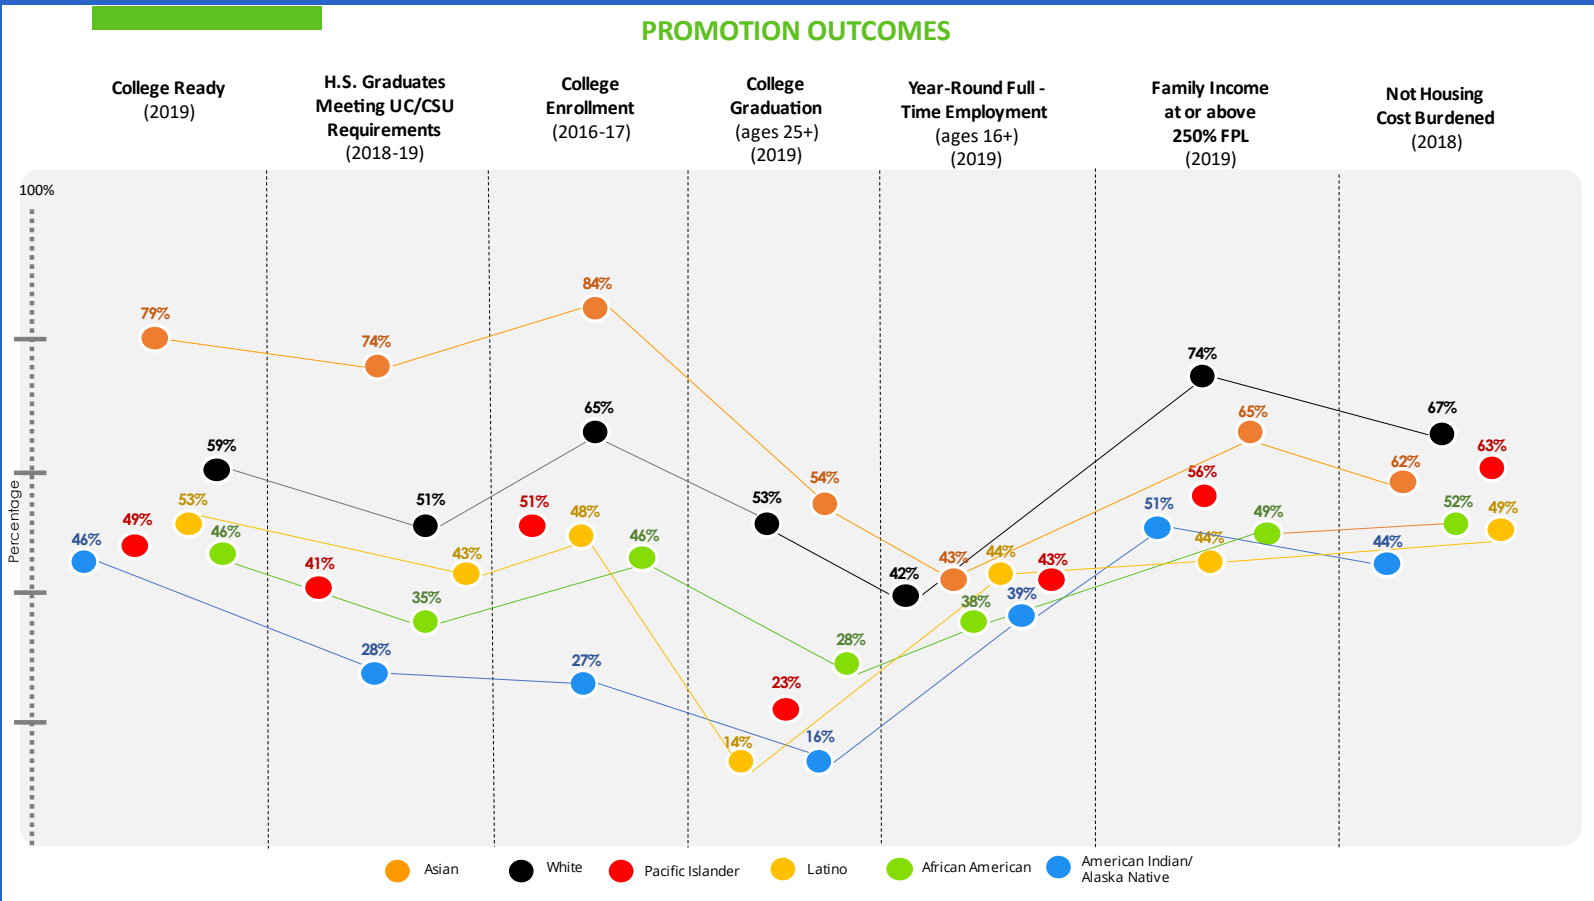 PROMOTION OUTCOMES
College Ready
(2019)
H.S. Graduates
Meeting UC/CSU
Requirements
(2018-19)
College
Enrollment
(2016-17)
College
Graduation
(ages 25+)
(2019)
Year-Round Full -
Time Employment
(ages 16+)
(2019)
Family Income
at or above
250% FPL
(2019)
Not Housing
Cost Burdened
(2018)
100%
Percentage
79%
59%
53%
49%
46%
46%
74%
51%
43%
41%
35%
28%
84%
65%
51%
48%
46%
27%
54%
53%
28%
23%
14%
16%
42%
43%
44%
43%
38%
39%
74%
65%
56%
51%
49%
44%
67%
63%
62%
52%
49%
44%
Asian
White
Pacific Islander
Latino
African American
American Indian/
Alaska Native